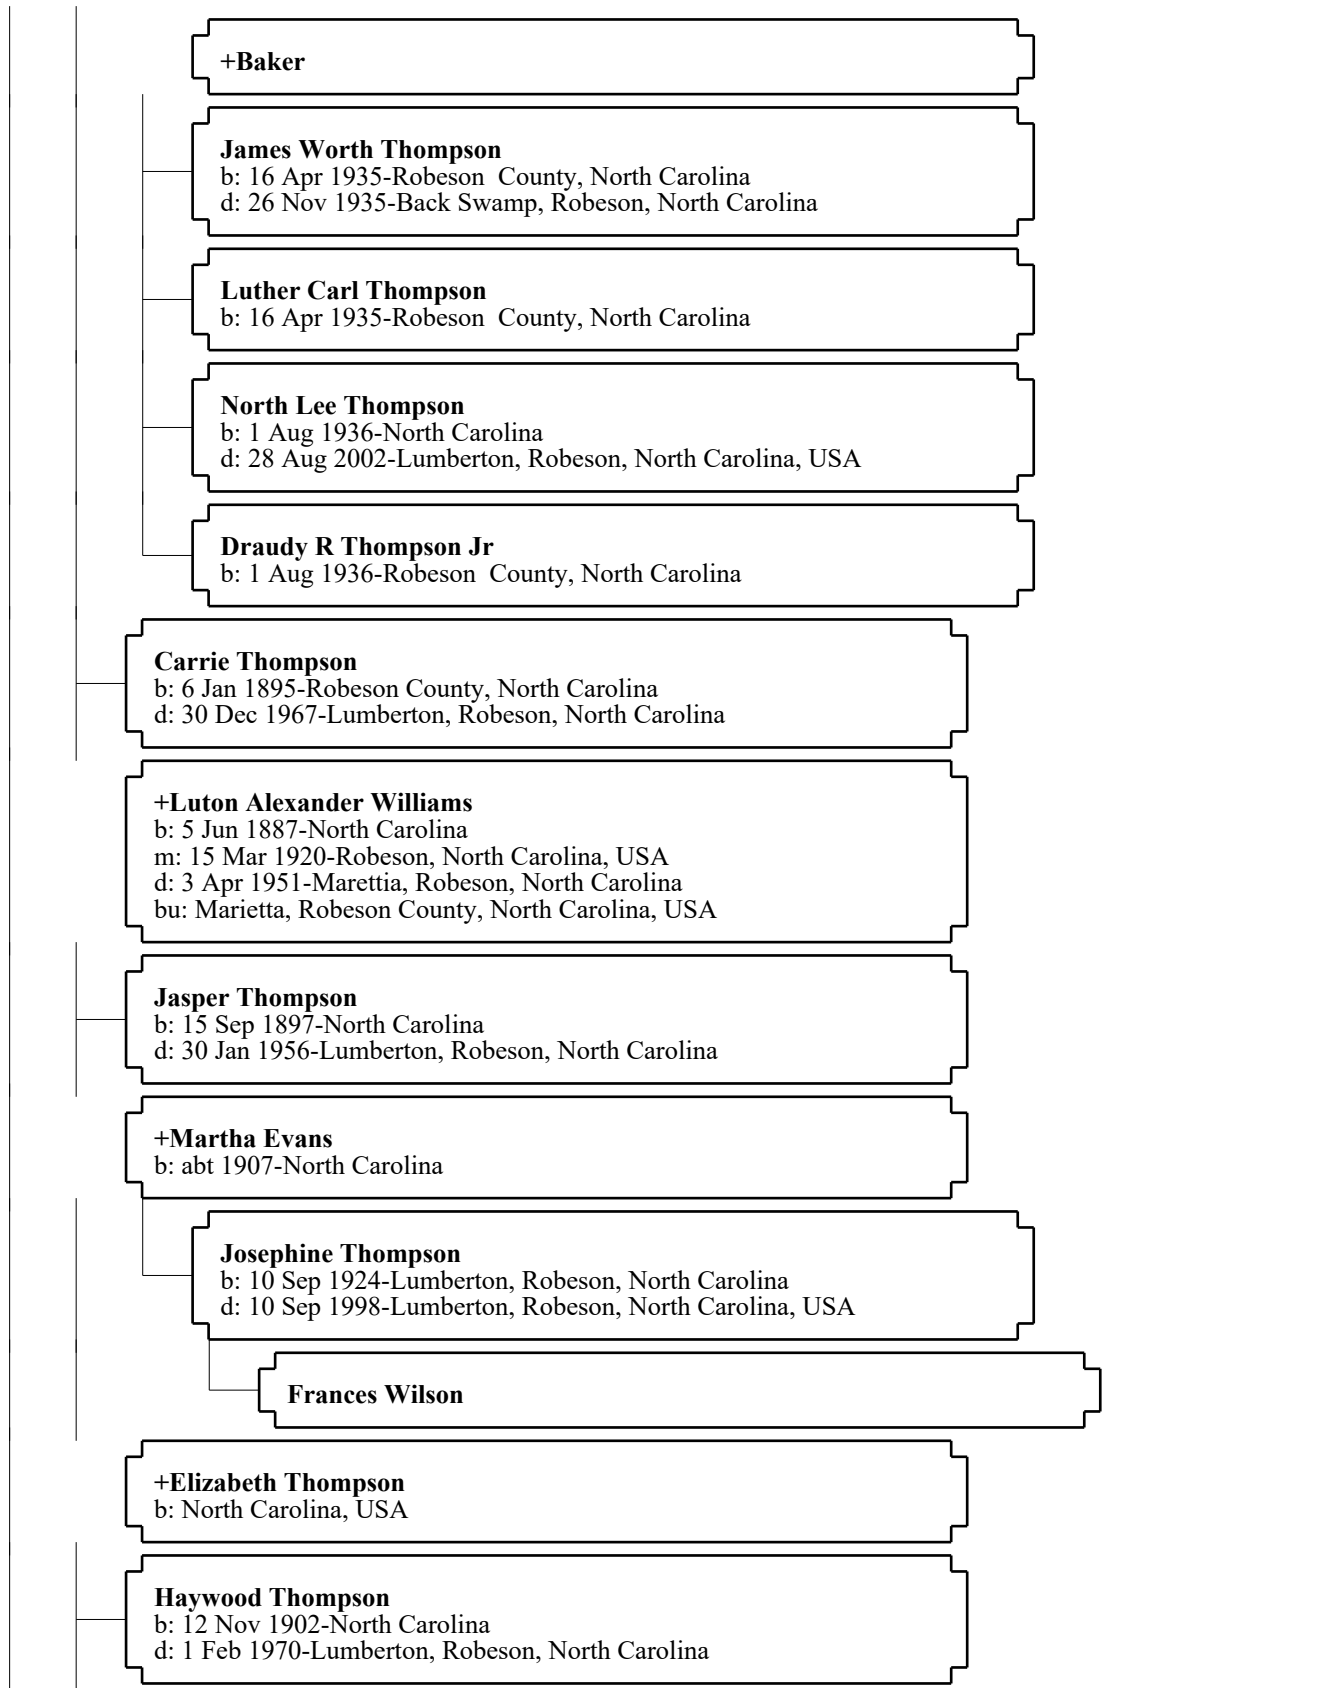 +Baker
James Worth Thompson
b: 16 Apr 1935-Robeson  County, North Carolina
d: 26 Nov 1935-Back Swamp, Robeson, North Carolina
Luther Carl Thompson
b: 16 Apr 1935-Robeson  County, North Carolina
North Lee Thompson
b: 1 Aug 1936-North Carolina
d: 28 Aug 2002-Lumberton, Robeson, North Carolina, USA
Draudy R Thompson Jr
b: 1 Aug 1936-Robeson  County, North Carolina
Carrie Thompson
b: 6 Jan 1895-Robeson County, North Carolina
d: 30 Dec 1967-Lumberton, Robeson, North Carolina
+Luton Alexander Williams
b: 5 Jun 1887-North Carolina
m: 15 Mar 1920-Robeson, North Carolina, USA
d: 3 Apr 1951-Marettia, Robeson, North Carolina
bu: Marietta, Robeson County, North Carolina, USA
Jasper Thompson
b: 15 Sep 1897-North Carolina
d: 30 Jan 1956-Lumberton, Robeson, North Carolina
+Martha Evans
b: abt 1907-North Carolina
Josephine Thompson
b: 10 Sep 1924-Lumberton, Robeson, North Carolina
d: 10 Sep 1998-Lumberton, Robeson, North Carolina, USA
Frances Wilson
+Elizabeth Thompson
b: North Carolina, USA
Haywood Thompson
b: 12 Nov 1902-North Carolina
d: 1 Feb 1970-Lumberton, Robeson, North Carolina